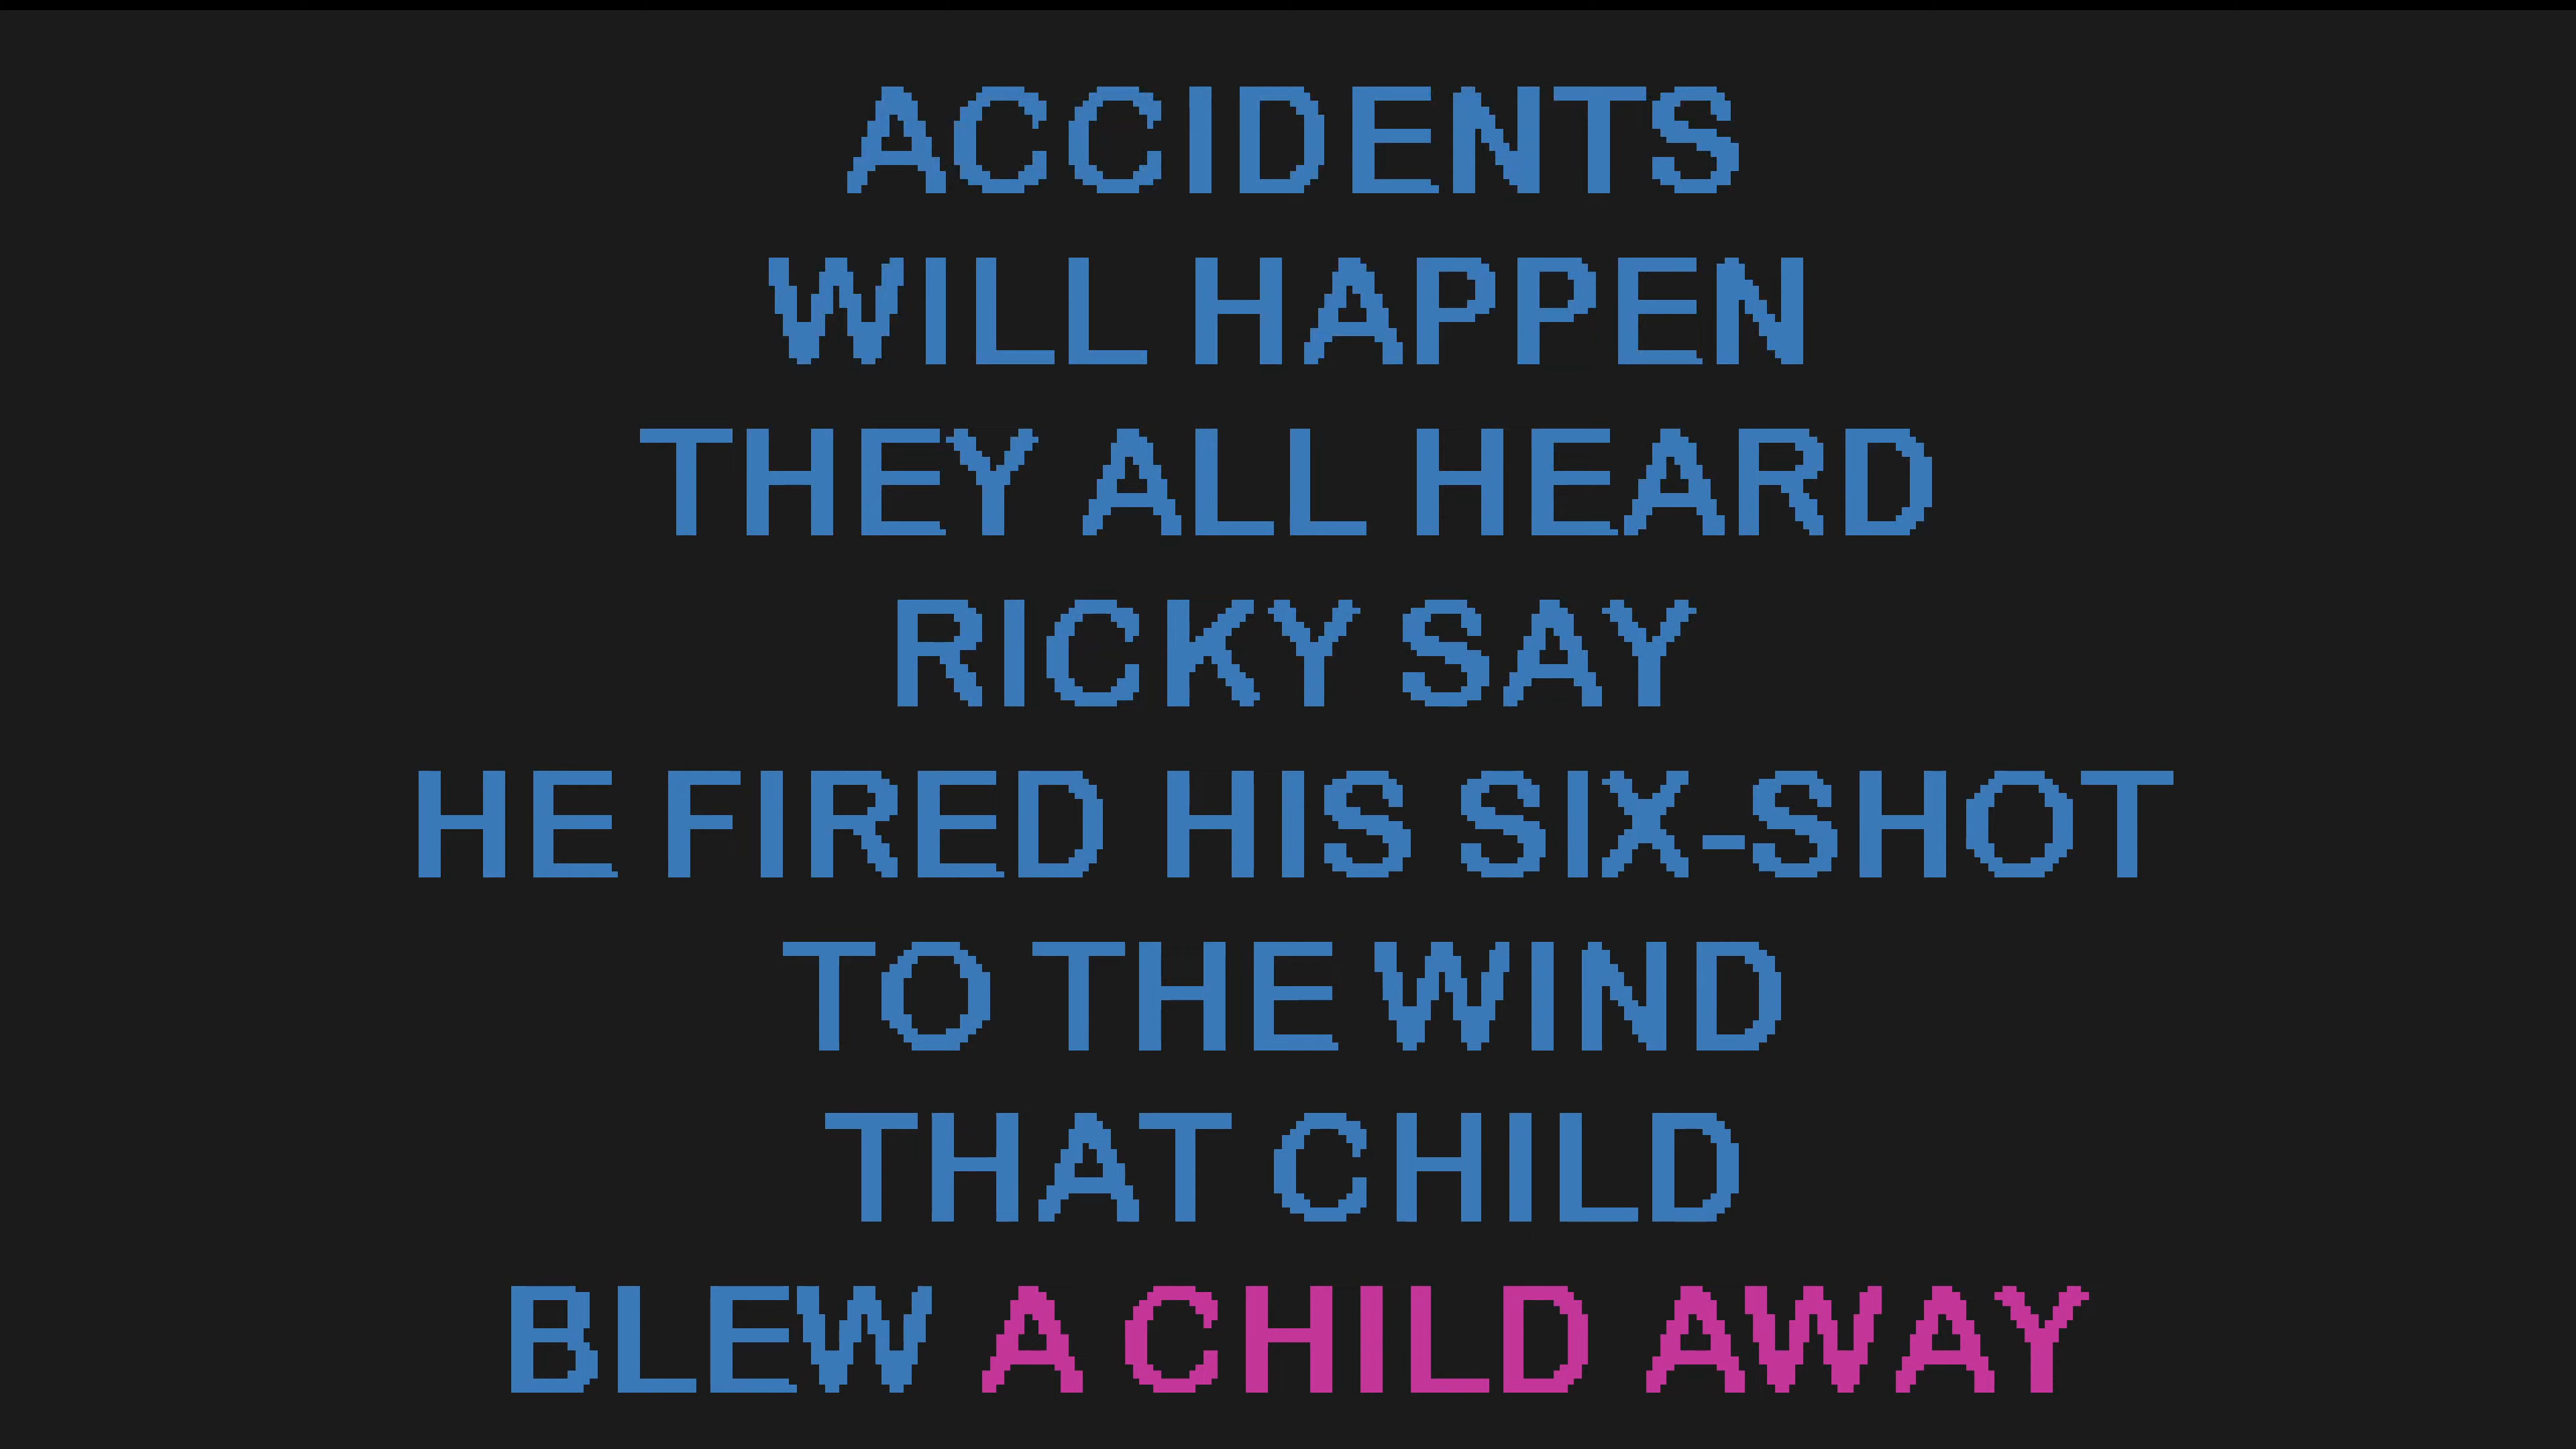 ACCIDENTS
WILL HAPPEN
THEY ALL HEARD
RICKY SAY
HE FIRED HIS SIX-SHOT
TO THE WIND
THAT CHILD
BLEW A CHILD AWAY